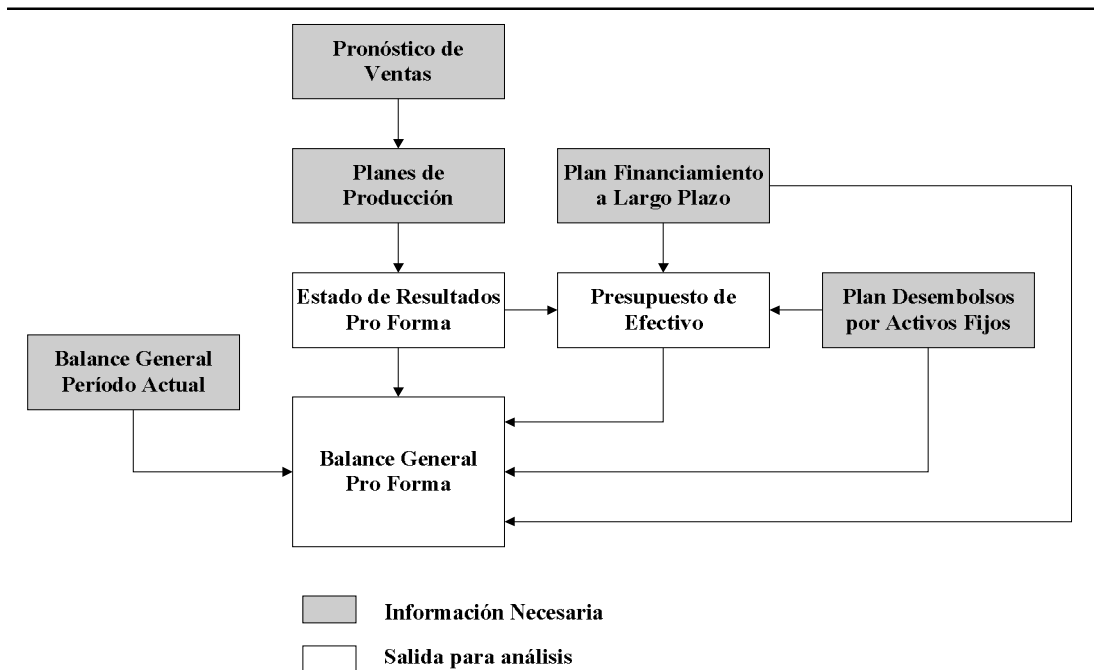 Pronóstico de
Ventas
Planes de
Producción
Plan Financiamiento
a Largo Plazo
Estado de Resultados
Pro Forma
Presupuesto de
Efectivo
Plan Desembolsos
por Activos Fijos
Balance General
Período Actual
Balance General
Pro Forma
Información Necesaria
Salida para análisis